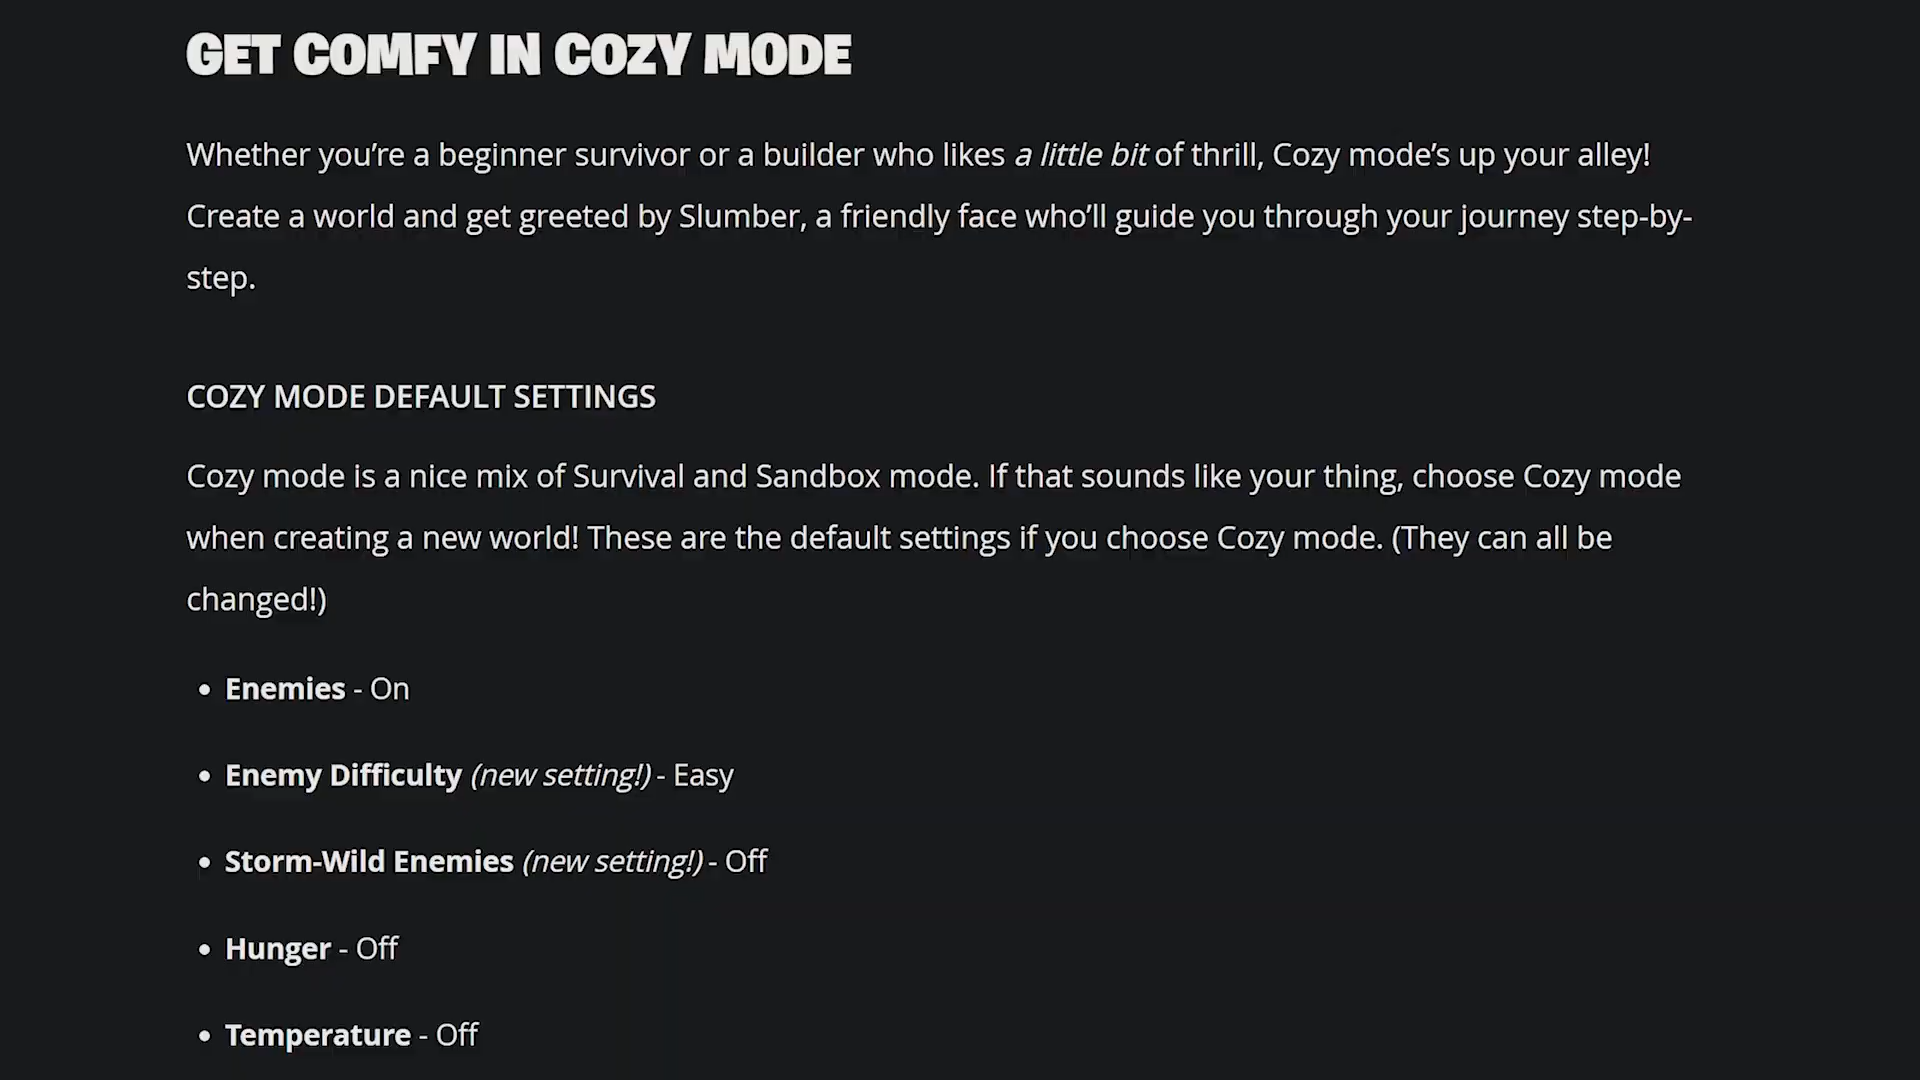 GET COMFY IN COZY MODE
Whether you’re a beginner survivor or a builder who likes a little bit of thrill, Cozy mode’s up your alley!
Create a world and get greeted by Slumber, a friendly face who’ll guide you through your journey step-by-
step.
COZY MODE DEFAULT SETTINGS
Cozy mode is a nice mix of Survival and Sandbox mode. If that sounds like your thing, choose Cozy mode
when creating a new world! These are the default settings if you choose Cozy mode. (They can all be
changed!)
• Enemies - On
• Enemy Difficulty (new setting!) - Easy
• Storm-Wild Enemies (new setting!) - Off
• Hunger - Off
• Temperature - Off